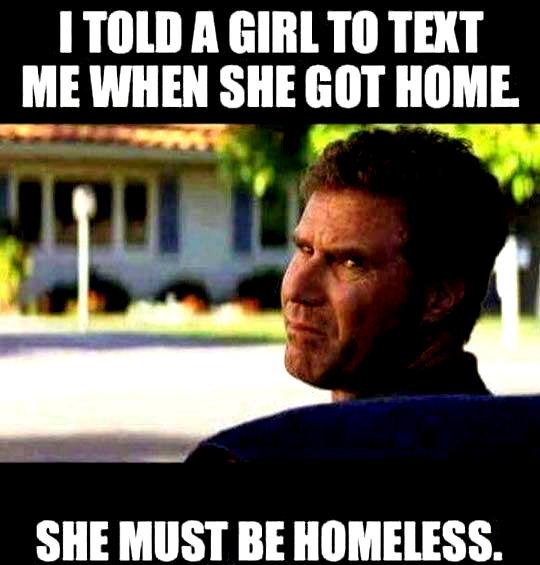 I TOLD A GIRL TO TEXT
ME WHEN SHE GOT HOME.
SHE MUST BE HOMELESS.